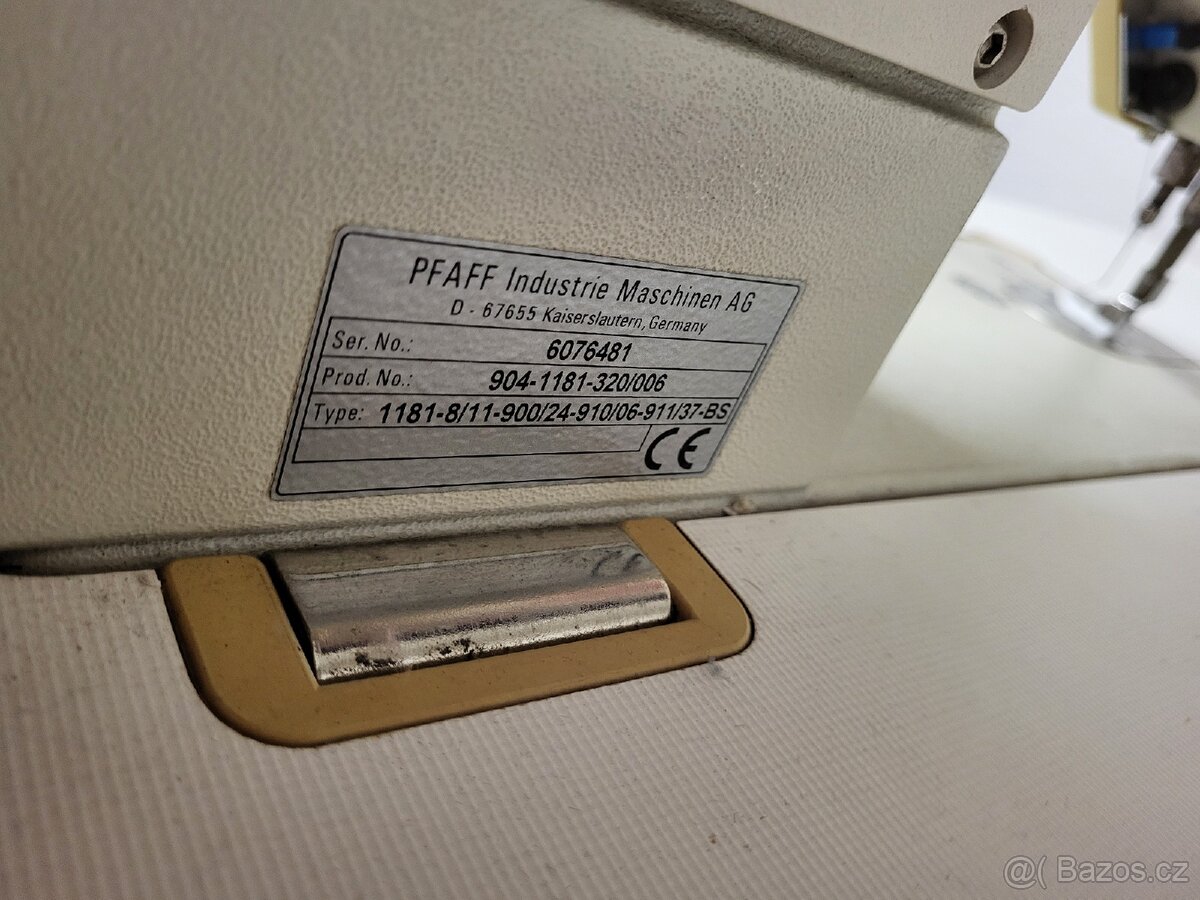 PFAFF Industrie Maschinen AG
D - 67655 Kaiserslautern, Germany
Ser. No.: 6076481
Prod. No.: 904-1181-320/006
Type: 1181-8/11-900/24-910/06-911/37-BS
CE
@( Bazos.cz